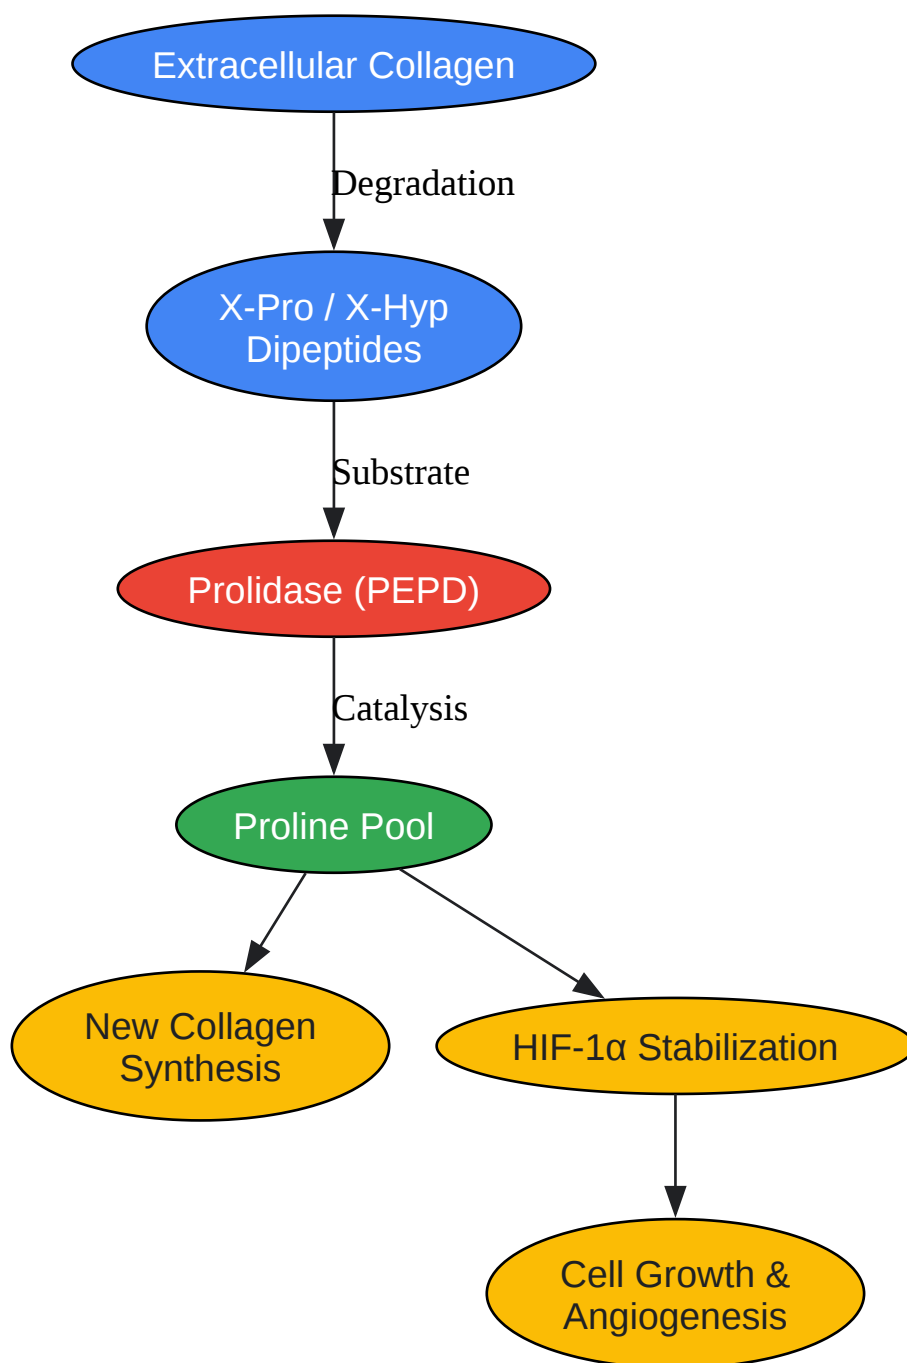 Extracellular Collagen
Degradation
X-Pro / X-Hyp
Dipeptides
Substrate
Prolidase (PEPD)
Catalysis
Proline Pool
New Collagen
Synthesis
HIF-1α Stabilization
Cell Growth &
Angiogenesis